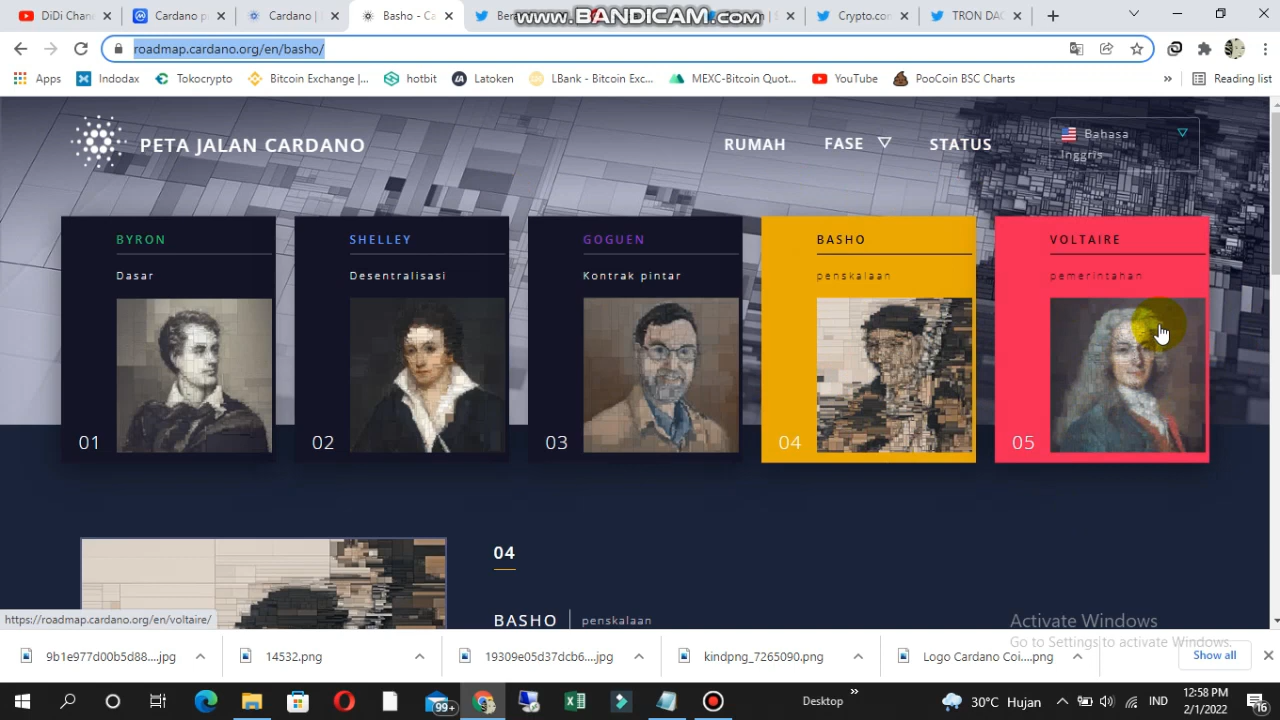 DiDi Chan
Cardano p
Cardano |
Basho - Ca
Bera
www.BANDICAM.com
Crypto.co
TRON DAC
roadmap.cardano.org/en/basho/
Apps
Indodax
Tokocrypto
Bitcoin Exchange |...
hotbit
Latoken
LBank - Bitcoin Exc...
MEXC-Bitcoin Quot...
YouTube
PooCoin BSC Charts
»
Reading list
PETA JALAN CARDANO
RUMAH
FASE
STATUS
Bahasa
Inggris
BYRON
Dasar
01
SHELLEY
Desentralisasi
02
GOGUEN
Kontrak pintar
03
BASHO
penskalaan
04
VOLTAIRE
pemerintahan
05
04
BASHO
penskalaan
https://roadmap.cardano.org/en/voltaire/
Activate Windows
Go to Settings to activate Windows.
9b1e977d00b5d88....jpg
14532.png
19309e05d37dcb6....jpg
kindpng_7265090.png
Logo Cardano Coi....png
Show all
99+
Desktop
»
30°C Hujan
IND
12:58 PM
2/1/2022
16